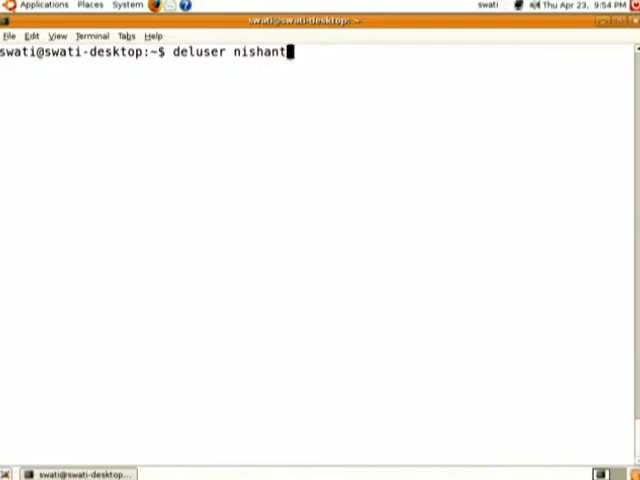 Applications Places System swati Thu Apr 23, 9:54 PM
swati@swati-desktop: ~
File Edit View Terminal Tabs Help
swati@swati-desktop:~$ deluser nishant
swati@swati-desktop...